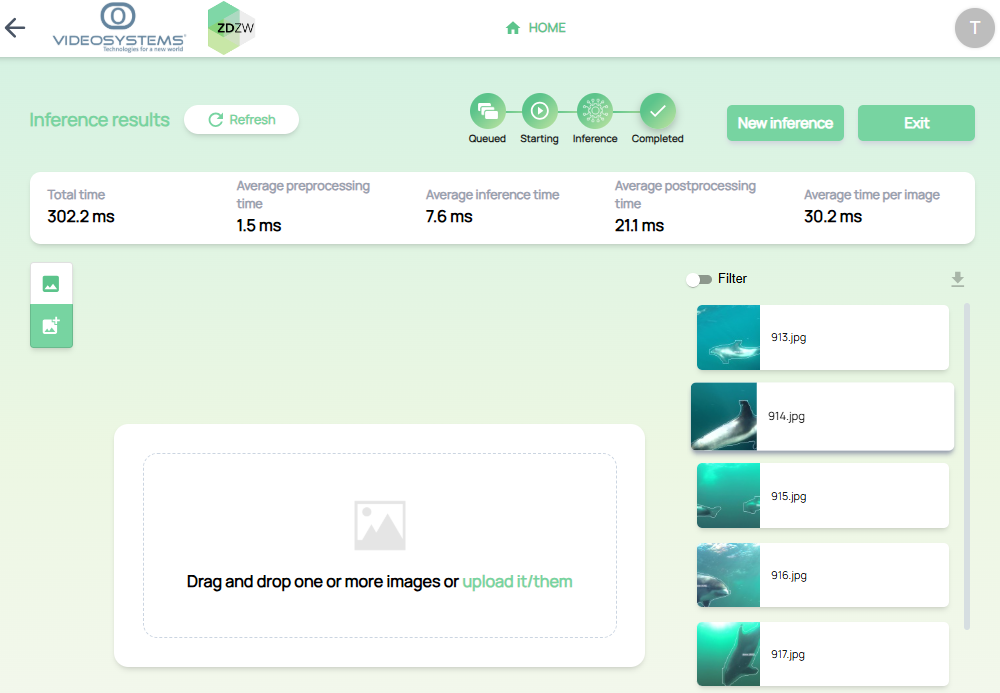 VIDEOSYSTEMS
Technologies for a new world
ZDZW
HOME
T
Inference results
Refresh
Queued
Starting
Inference
Completed
New inference
Exit
Total time
302.2 ms
Average preprocessing
time
1.5 ms
Average inference time
7.6 ms
Average postprocessing
time
21.1 ms
Average time per image
30.2 ms
Filter
913.jpg
914.jpg
915.jpg
916.jpg
917.jpg
Drag and drop one or more images or upload it/them